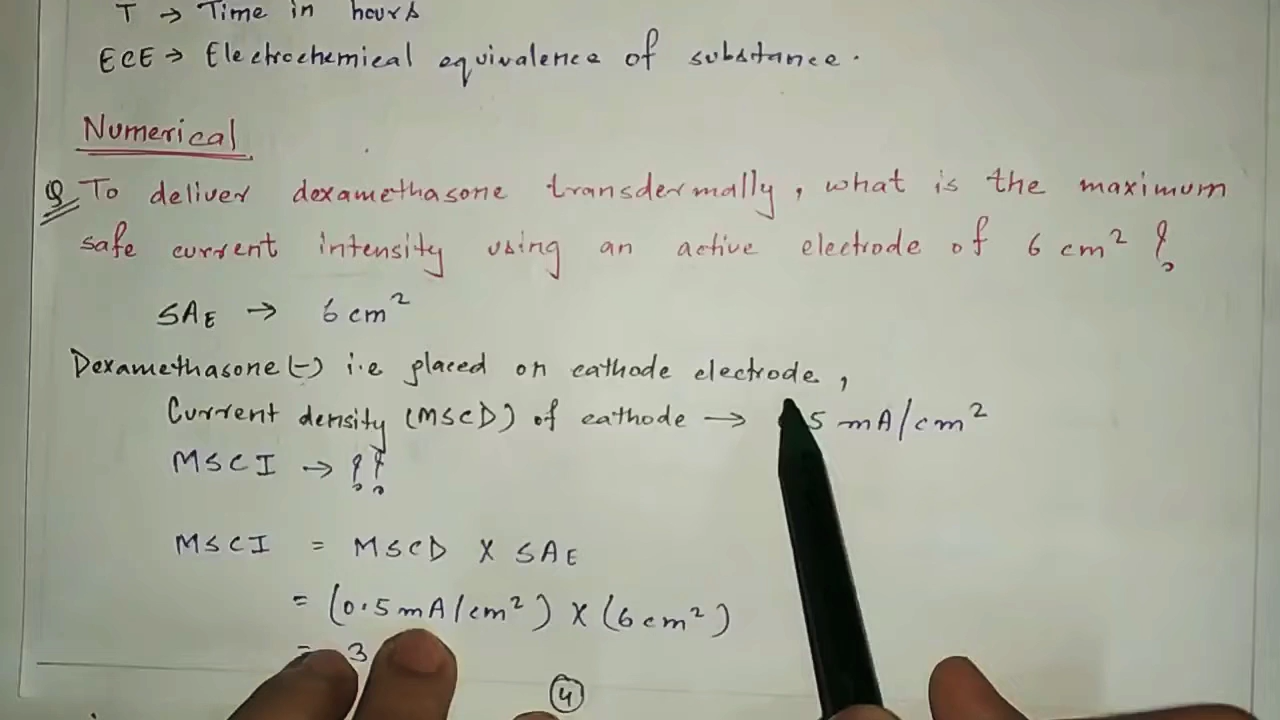 T → Time in hours
ECE → Electrochemical equivalence of substance.
Numerical
Q To deliver dexamethasone transdermally, what is the maximum
safe current intensity using an active electrode of 6 cm² ?
SAE → 6 cm²
Dexamethasone (-) i.e placed on cathode electrode,
Current density (MSCD) of cathode → 5 mA/cm²
MSCI → ??
MSCI = MSCD X SAE
= (0.5 mA/cm²) X (6 cm²)
= 3
4